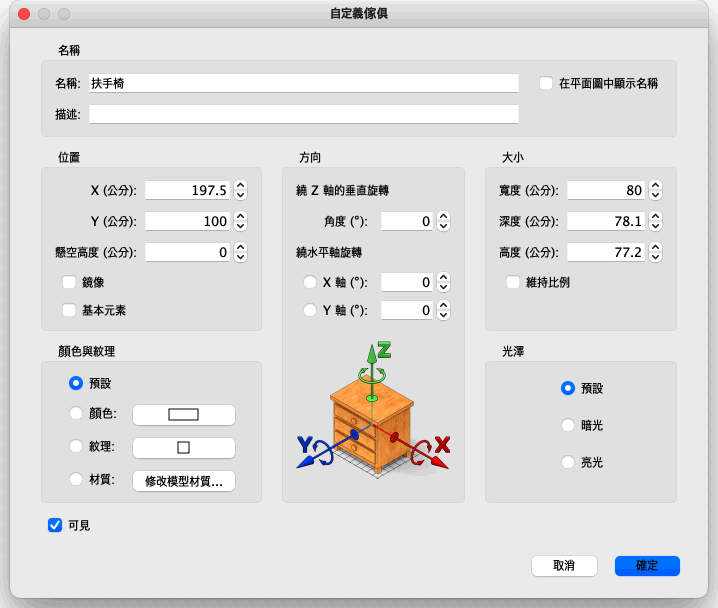 自定義傢俱
名稱
名稱: 扶手椅 在平面圖中顯示名稱
描述:
位置 方向 大小
X (公分): 197.5 繞 Z 軸的垂直旋轉 寬度 (公分): 80
Y (公分): 100 角度 (°): 0 深度 (公分): 78.1
懸空高度 (公分): 0 繞水平軸旋轉 高度 (公分): 77.2
鏡像 X 軸 (°): 0 維持比例
基本元素 Y 軸 (°): 0
顏色與紋理 Z 光澤
預設 預設
顏色:
暗光
紋理: Y X
亮光
材質: 修改模型材質...
可見
取消 確定